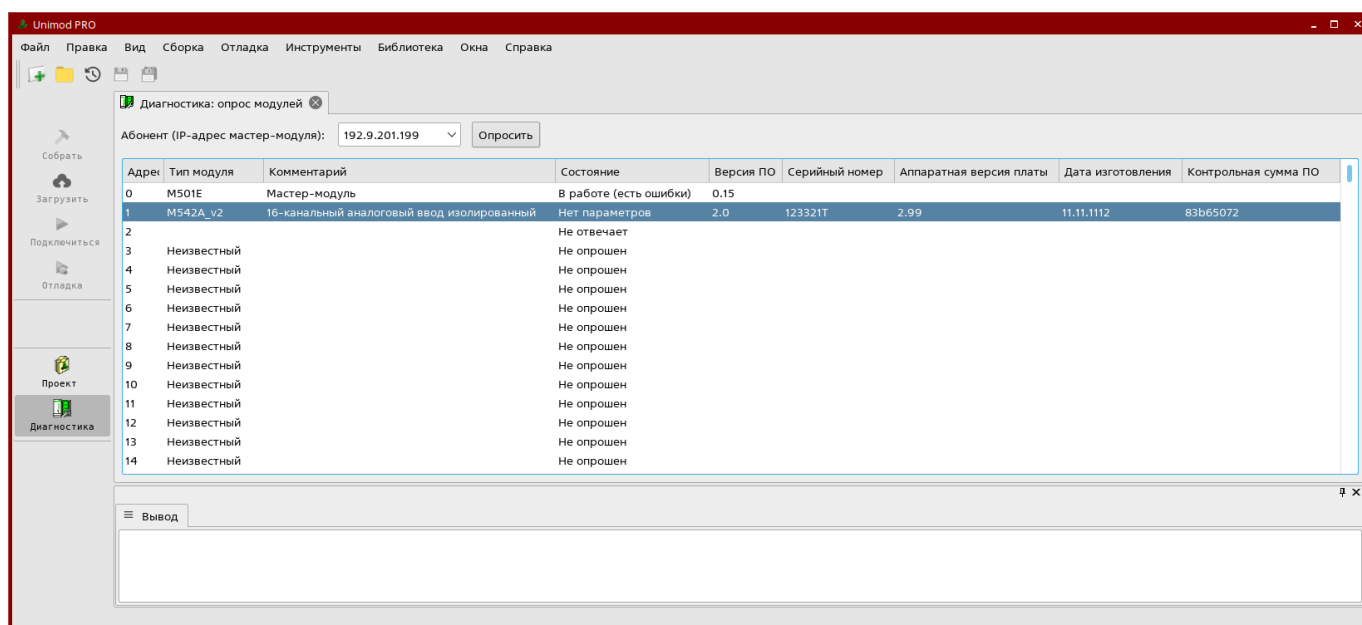 Unimod PRO
Файл Правка Вид Сборка Отладка Инструменты Библиотека Окна Справка
Диагностика: опрос модулей
Абонент (IP-адрес мастер-модуля): 192.9.201.199 Опросить
Собрать
Загрузить
Подключиться
Отладка
Проект
Диагностика
Адрес Тип модуля Комментарий Состояние Версия ПО Серийный номер Аппаратная версия платы Дата изготовления Контрольная сумма ПО
0 M501E Мастер-модуль В работе (есть ошибки) 0.15
1 M542A_v2 16-канальный аналоговый ввод изолированный Нет параметров 2.0 123321T 2.99 11.11.1112 83b65072
2 Не отвечает
3 Неизвестный Не опрошен
4 Неизвестный Не опрошен
5 Неизвестный Не опрошен
6 Неизвестный Не опрошен
7 Неизвестный Не опрошен
8 Неизвестный Не опрошен
9 Неизвестный Не опрошен
10 Неизвестный Не опрошен
11 Неизвестный Не опрошен
12 Неизвестный Не опрошен
13 Неизвестный Не опрошен
14 Неизвестный Не опрошен
Вывод